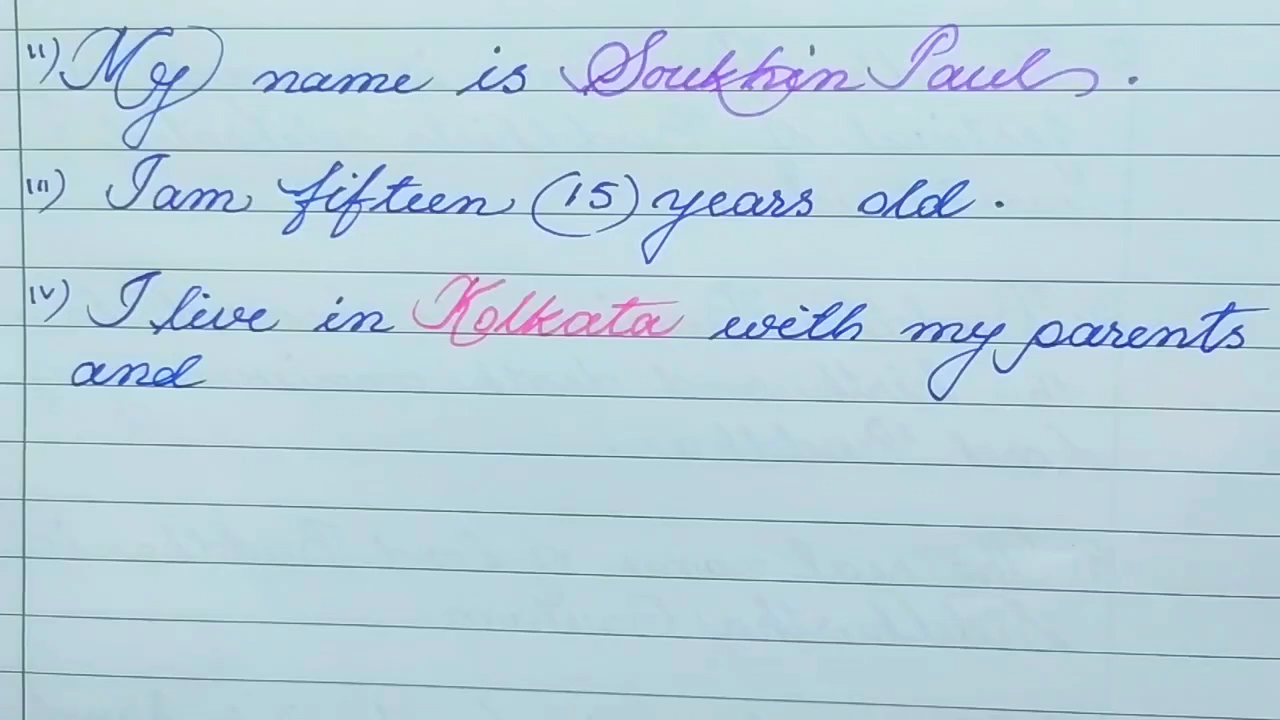 ii) My name is Soukhin Paul.
iii) I am fifteen (15) years old.
iv) I live in Kolkata with my parents
and